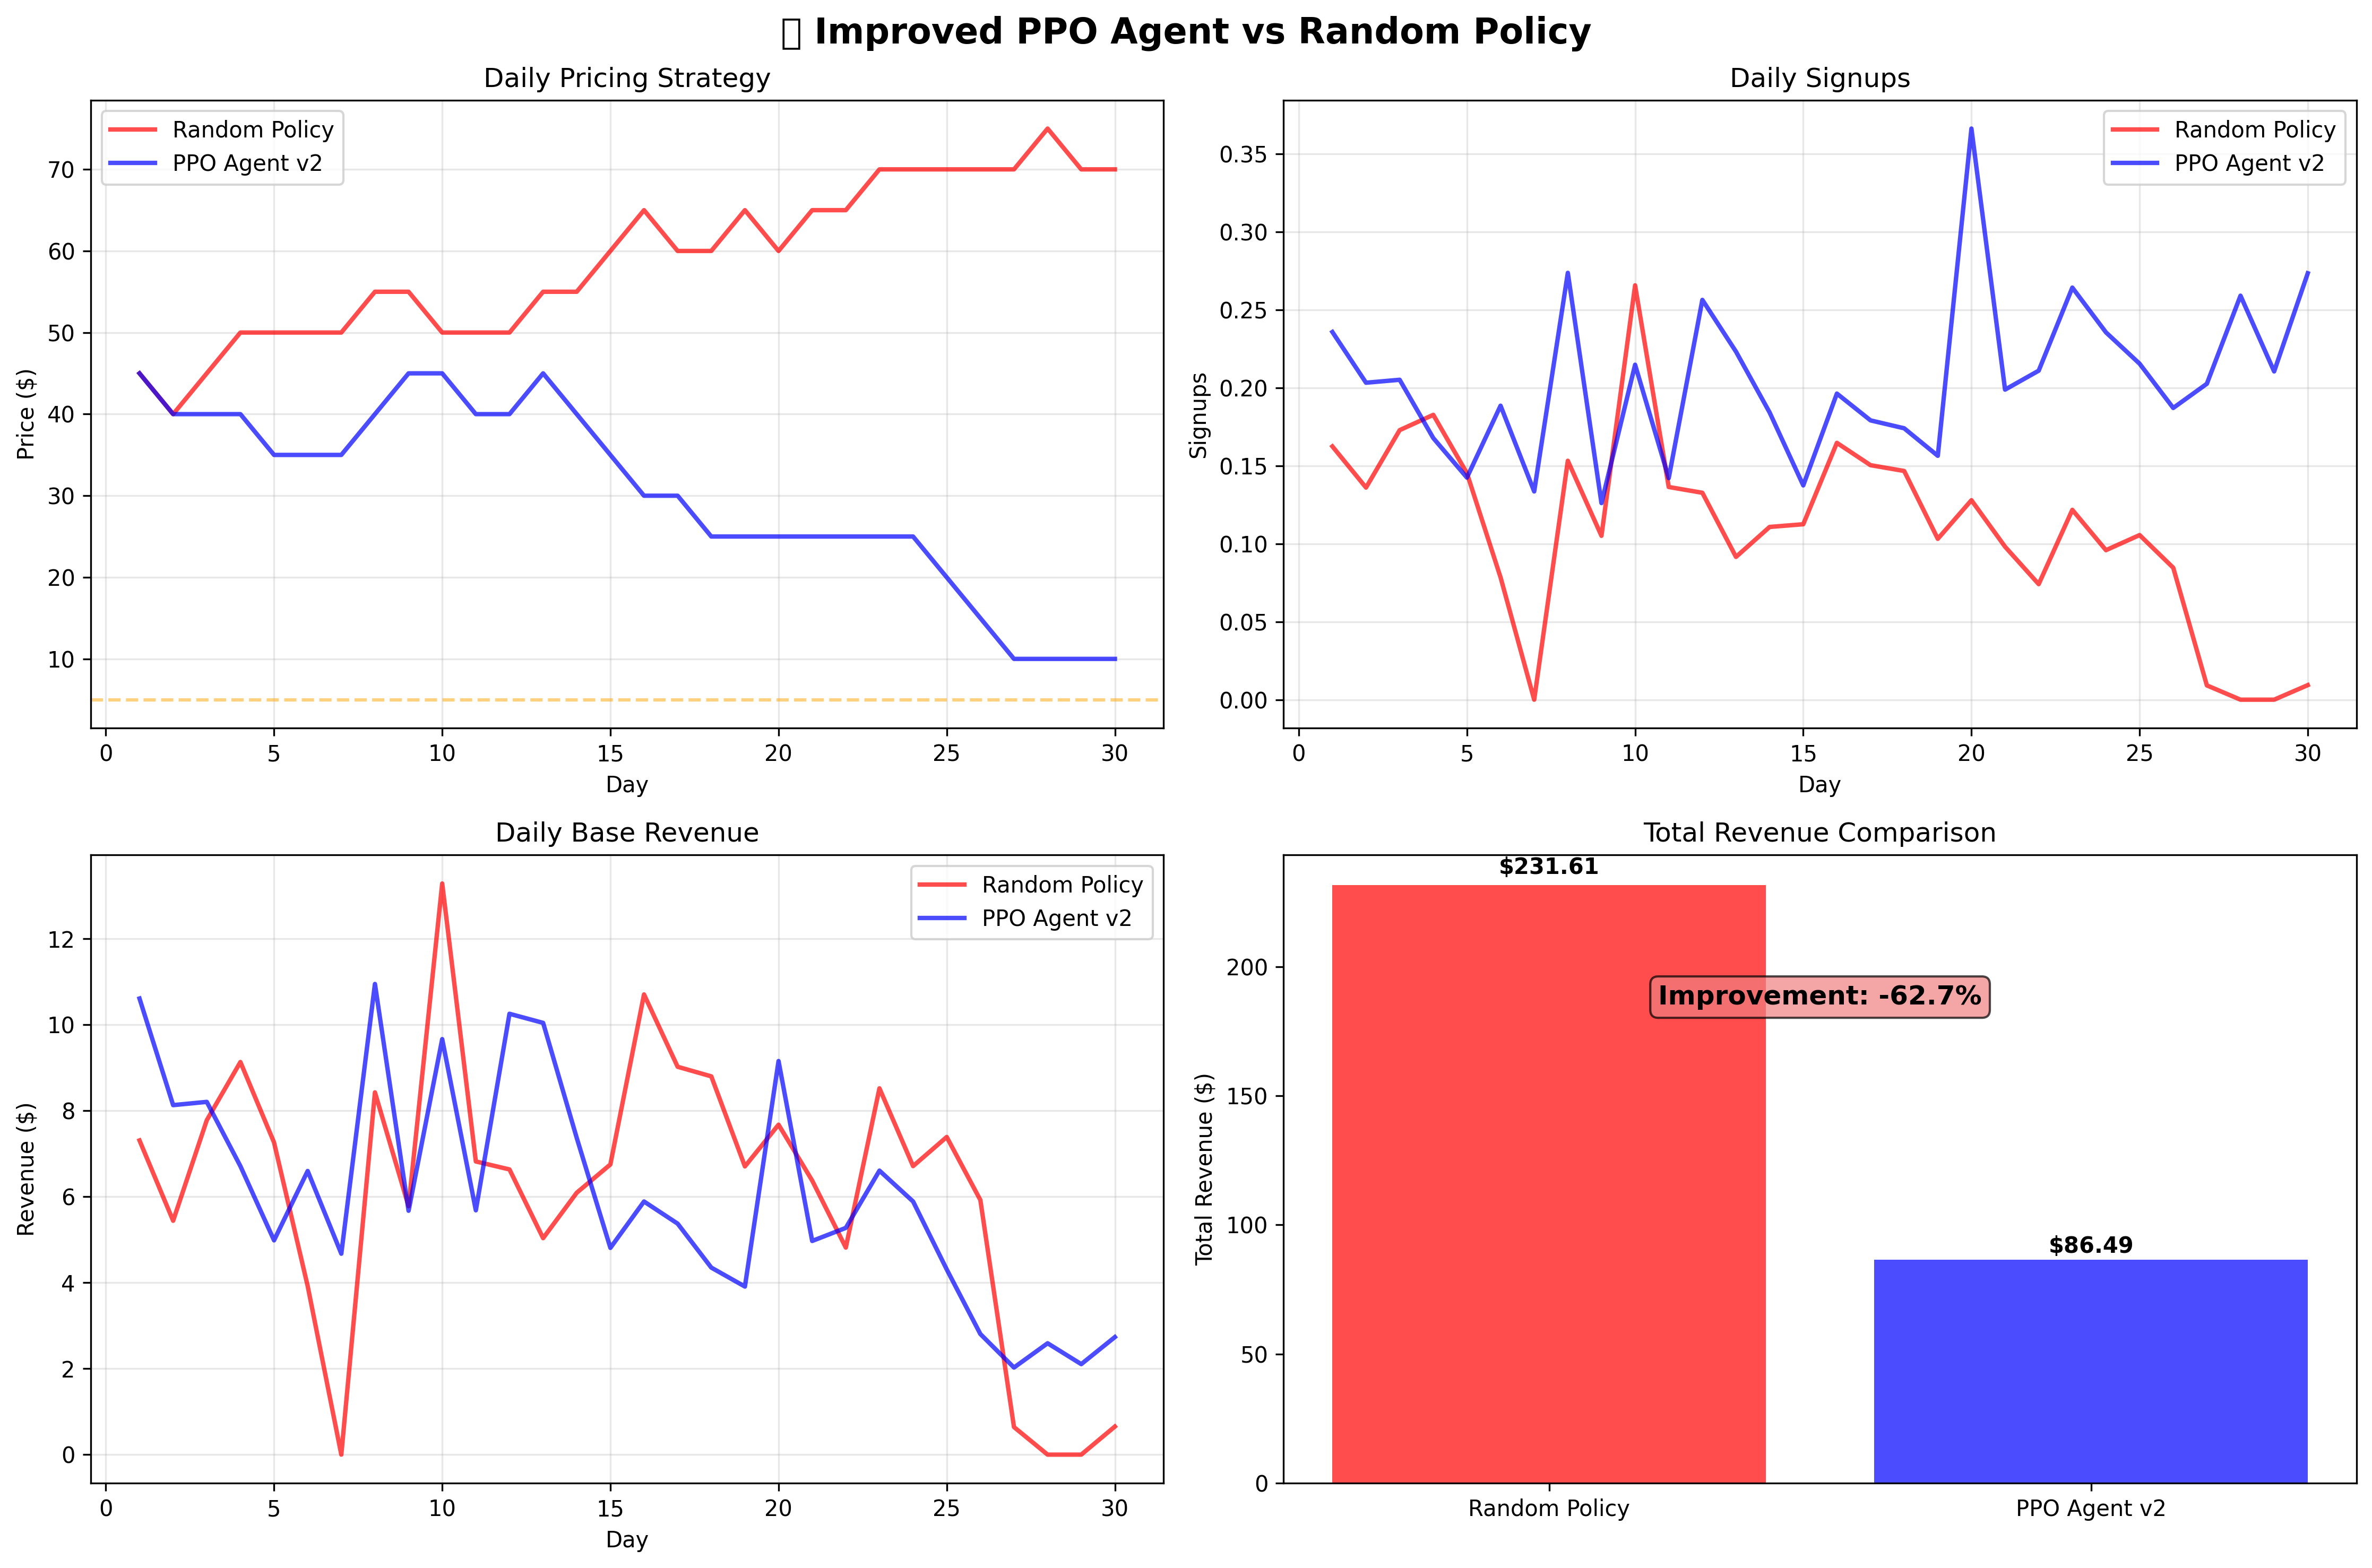 Improved PPO Agent vs Random Policy
Daily Pricing Strategy
Random Policy
PPO Agent v2
Price ($)
70
60
50
40
30
20
10
0
5
10
15
20
25
30
Day
Daily Signups
Random Policy
PPO Agent v2
Signups
0.35
0.30
0.25
0.20
0.15
0.10
0.05
0.00
0
5
10
15
20
25
30
Day
Daily Base Revenue
Random Policy
PPO Agent v2
Revenue ($)
12
10
8
6
4
2
0
0
5
10
15
20
25
30
Day
Total Revenue Comparison
$231.61
Improvement: -62.7%
$86.49
Total Revenue ($)
200
150
100
50
0
Random Policy
PPO Agent v2